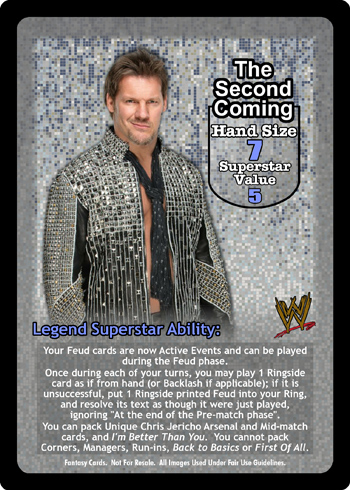 The
Second
Coming
Hand Size
7
Superstar
Value
5
Legend Superstar Ability:
W
Your Feud cards are now Active Events and can be played
during the Feud phase.
Once during each of your turns, you may play 1 Ringside
card as if from hand (or Backlash if applicable); if it is
unsuccessful, put 1 Ringside printed Feud into your Ring,
and resolve its text as though it were just played,
ignoring "At the end of the Pre-match phase".
You can pack Unique Chris Jericho Arsenal and Mid-match
cards, and I'm Better Than You. You cannot pack
Corners, Managers, Run-ins, Back to Basics or First Of All.
Fantasy Cards. Not For Resale. All Images Used Under Fair Use Guidelines.